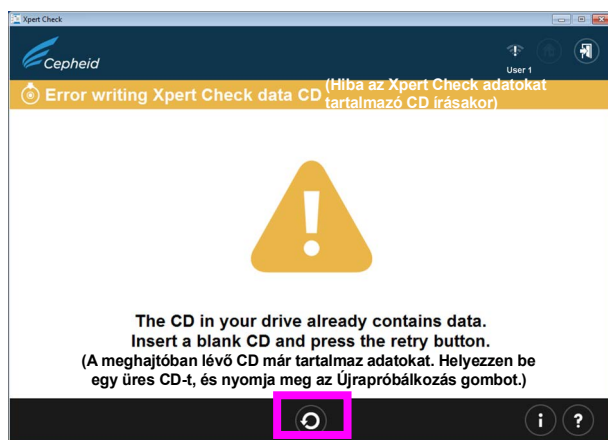 Xpert Check
Cepheid
User 1
Error writing Xpert Check data CD (Hiba az Xpert Check adatokat
tartalmazó CD írásakor)
The CD in your drive already contains data.
Insert a blank CD and press the retry button.
(A meghajtóban lévő CD már tartalmaz adatokat. Helyezzen be
egy üres CD-t, és nyomja meg az Újrapróbálkozás gombot.)